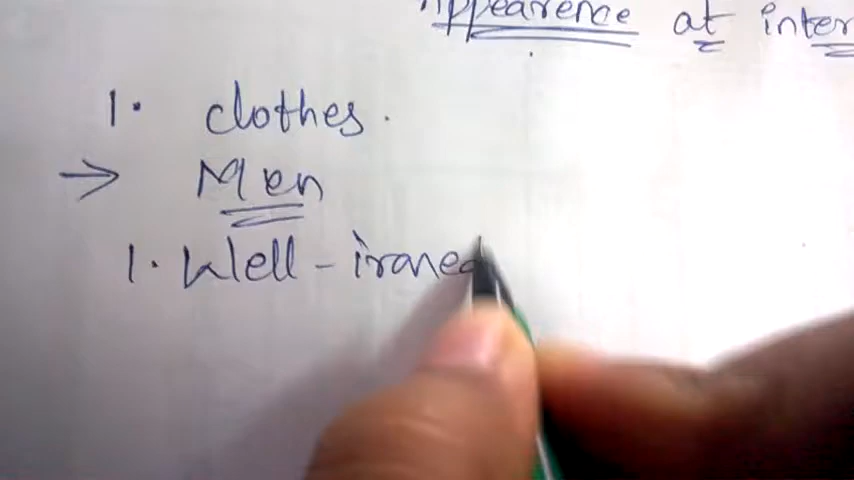 Appearence at inter
1. clothes.
→ Men
1. Well-ironed